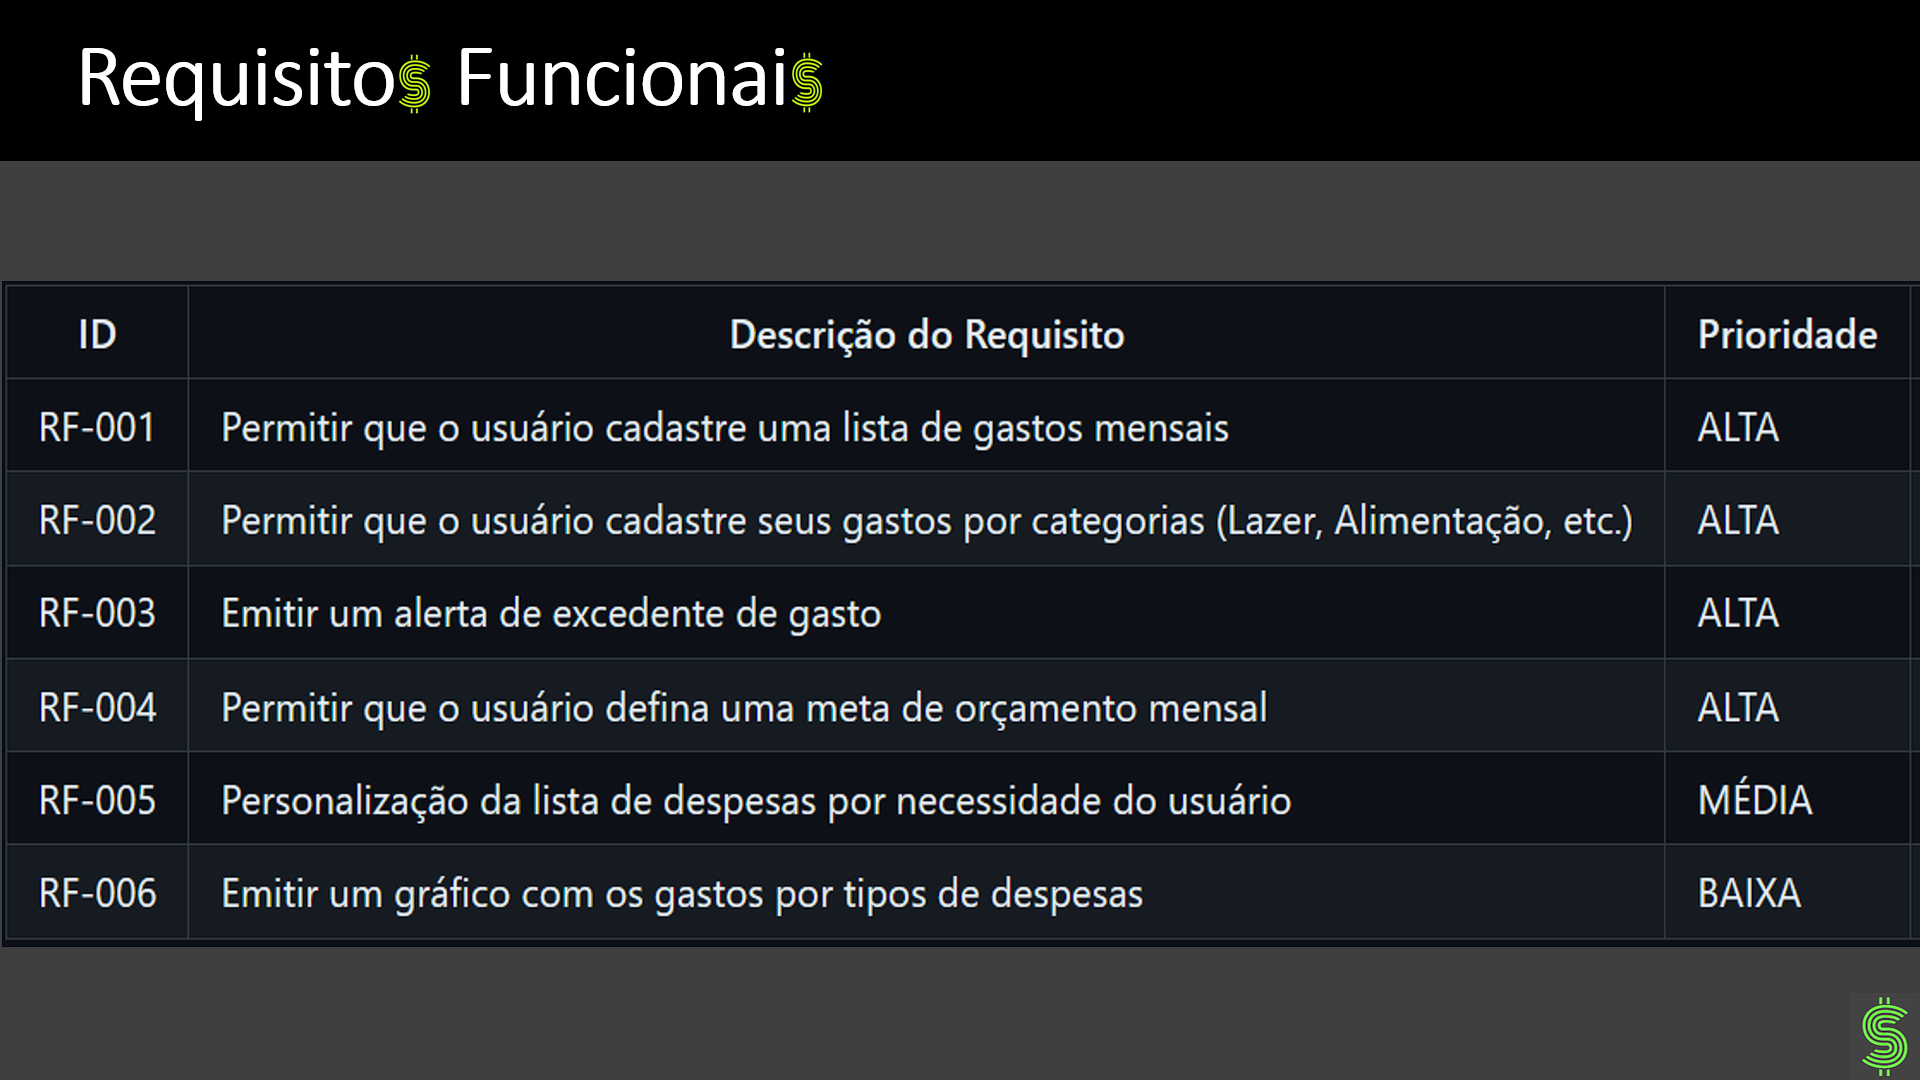 Requisito$ Funcionai$
ID Descrição do Requisito Prioridade
RF-001 Permitir que o usuário cadastre uma lista de gastos mensais ALTA
RF-002 Permitir que o usuário cadastre seus gastos por categorias (Lazer, Alimentação, etc.) ALTA
RF-003 Emitir um alerta de excedente de gasto ALTA
RF-004 Permitir que o usuário defina uma meta de orçamento mensal ALTA
RF-005 Personalização da lista de despesas por necessidade do usuário MÉDIA
RF-006 Emitir um gráfico com os gastos por tipos de despesas BAIXA
$